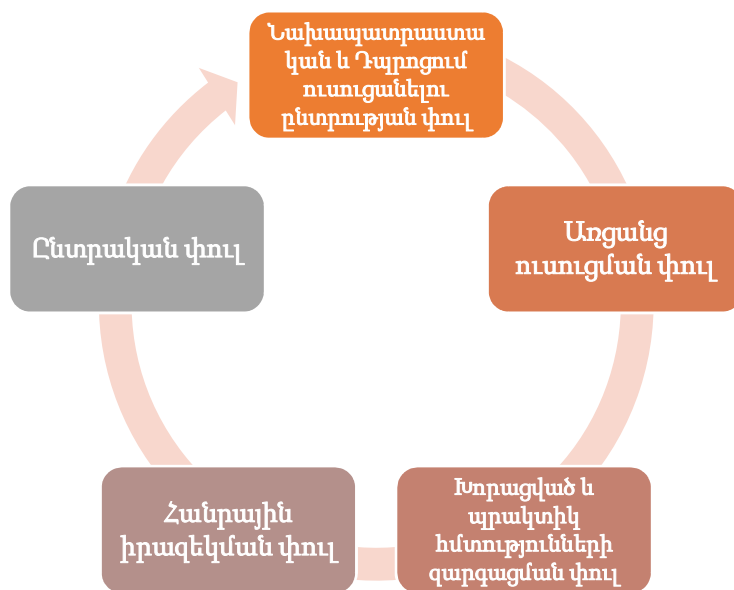 Նախապատրաստա
կան և Դպրոցում
ուսուցանելու
ընտրության փուլ
Առցանց
ուսուցման փուլ
Խորացված և
պրակտիկ
հմտությունների
զարգացման փուլ
Հանրային
իրազեկման փուլ
Ընտրական փուլ